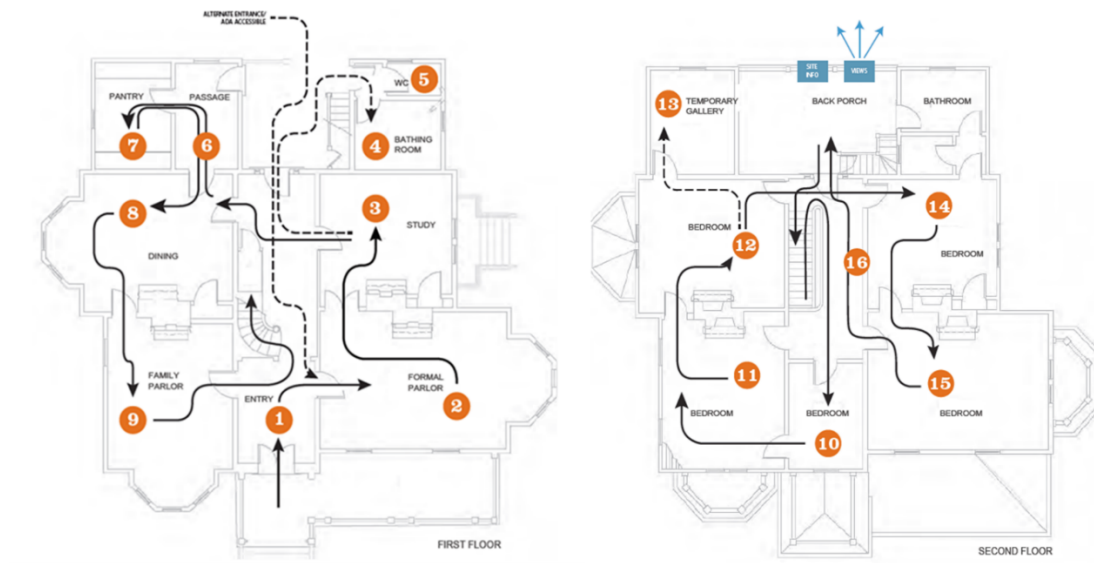 ALTERNATE ENTRANCE/
ADA ACCESSIBLE
PANTRY
PASSAGE
WC
5
7
6
4
BATHING
ROOM
8
3
STUDY
DINING
FAMILY
PARLOR
FORMAL
PARLOR
9
ENTRY
1
2
FIRST FLOOR
SITE
INFO
VIEWS
13
TEMPORARY
GALLERY
BACK PORCH
BATHROOM
14
BEDROOM
12
BEDROOM
16
11
15
BEDROOM
BEDROOM
BEDROOM
10
SECOND FLOOR